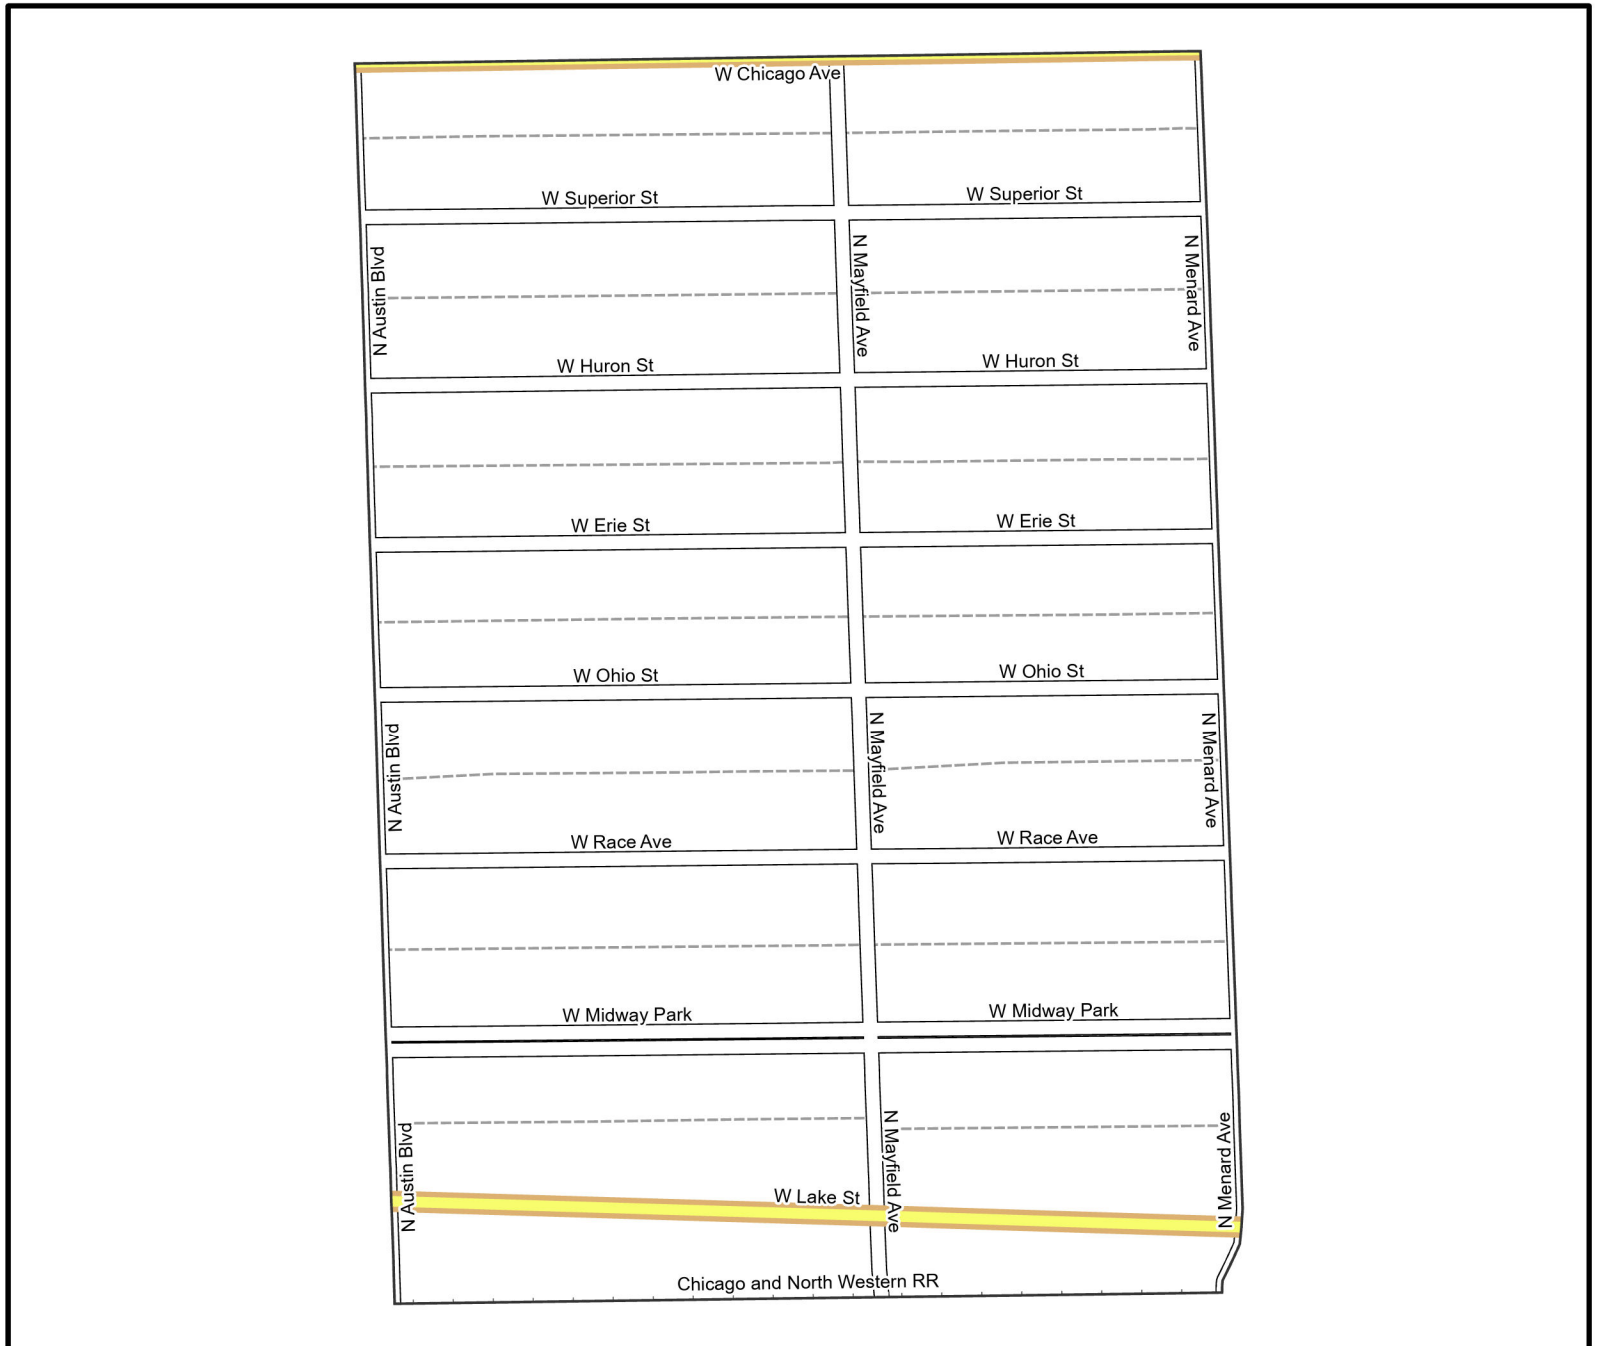 W Chicago Ave
W Superior St
W Superior St
N Austin Blvd
N Mayfield Ave
N Menard Ave
W Huron St
W Huron St
W Erie St
W Erie St
W Ohio St
W Ohio St
N Austin Blvd
N Mayfield Ave
N Menard Ave
W Race Ave
W Race Ave
W Midway Park
W Midway Park
N Austin Blvd
N Mayfield Ave
N Menard Ave
W Lake St
Chicago and North Western RR